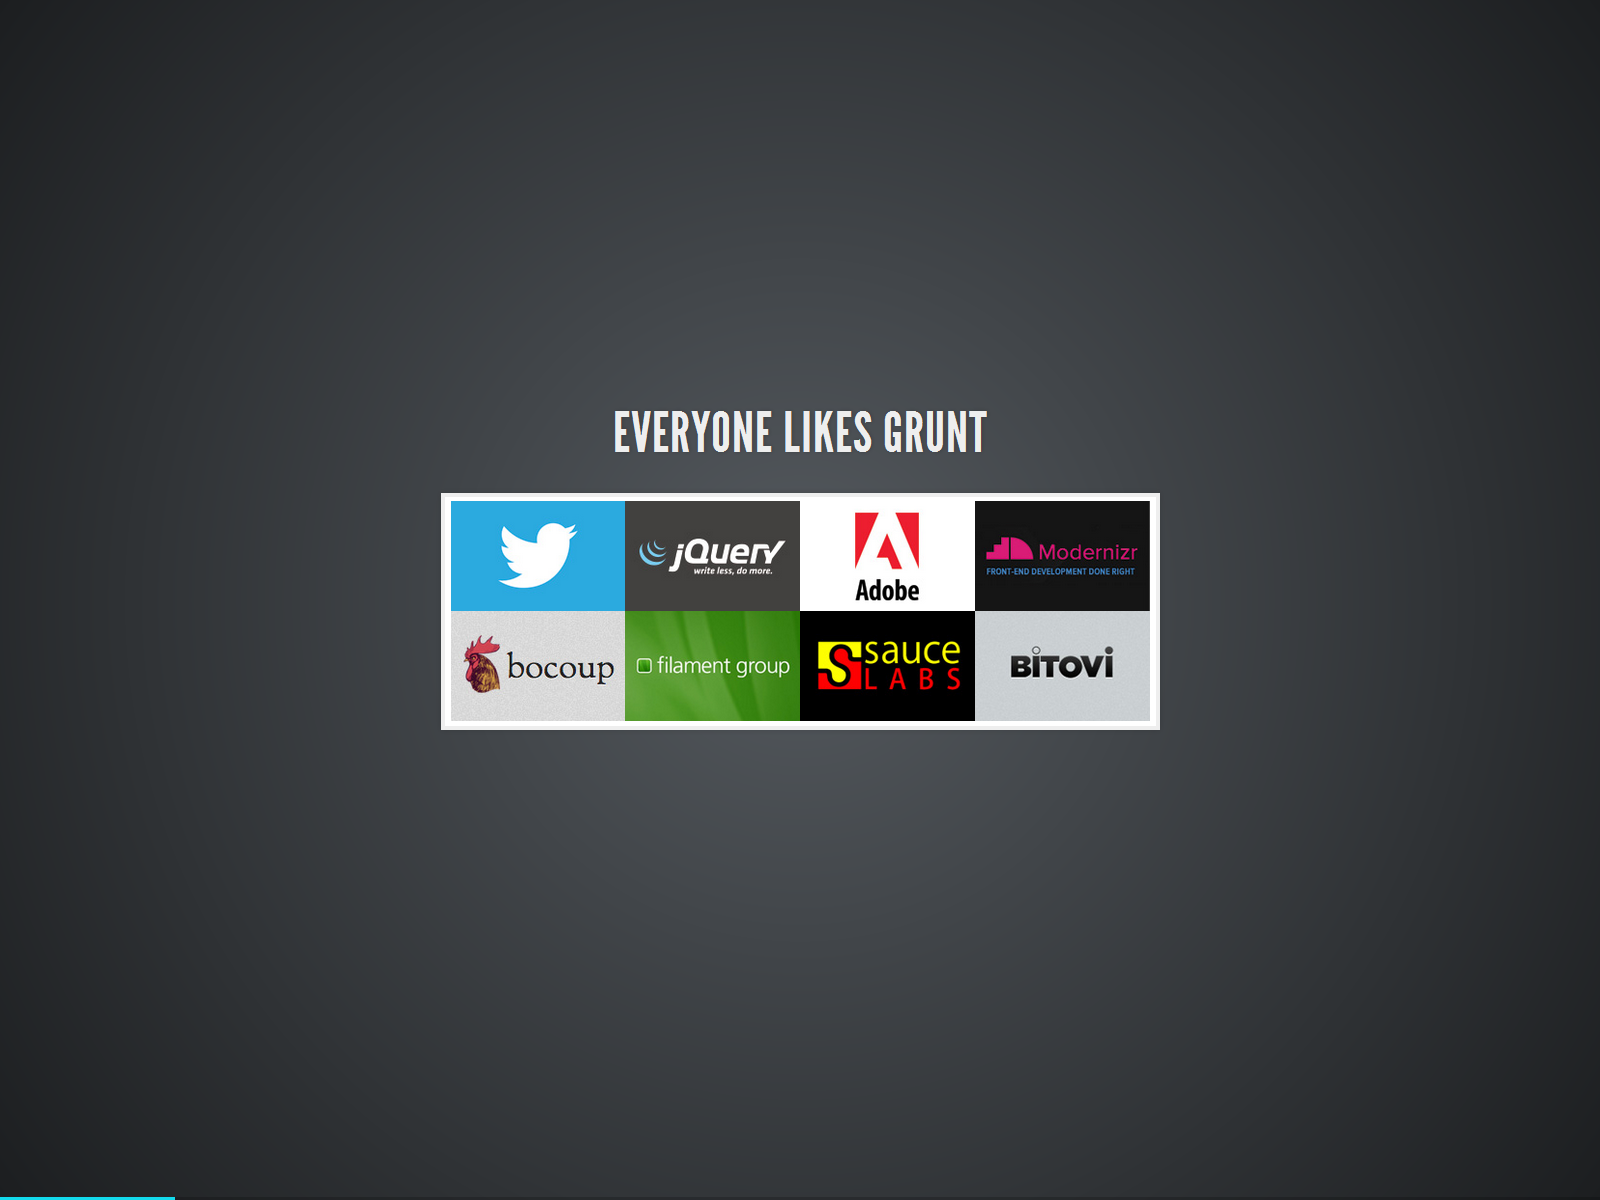 EVERYONE LIKES GRUNT
jQuery
write less, do more.
Adobe
Modernizr
FRONT-END DEVELOPMENT DONE RIGHT
bocoup
filament group
sauce
LABS
BiTOVi